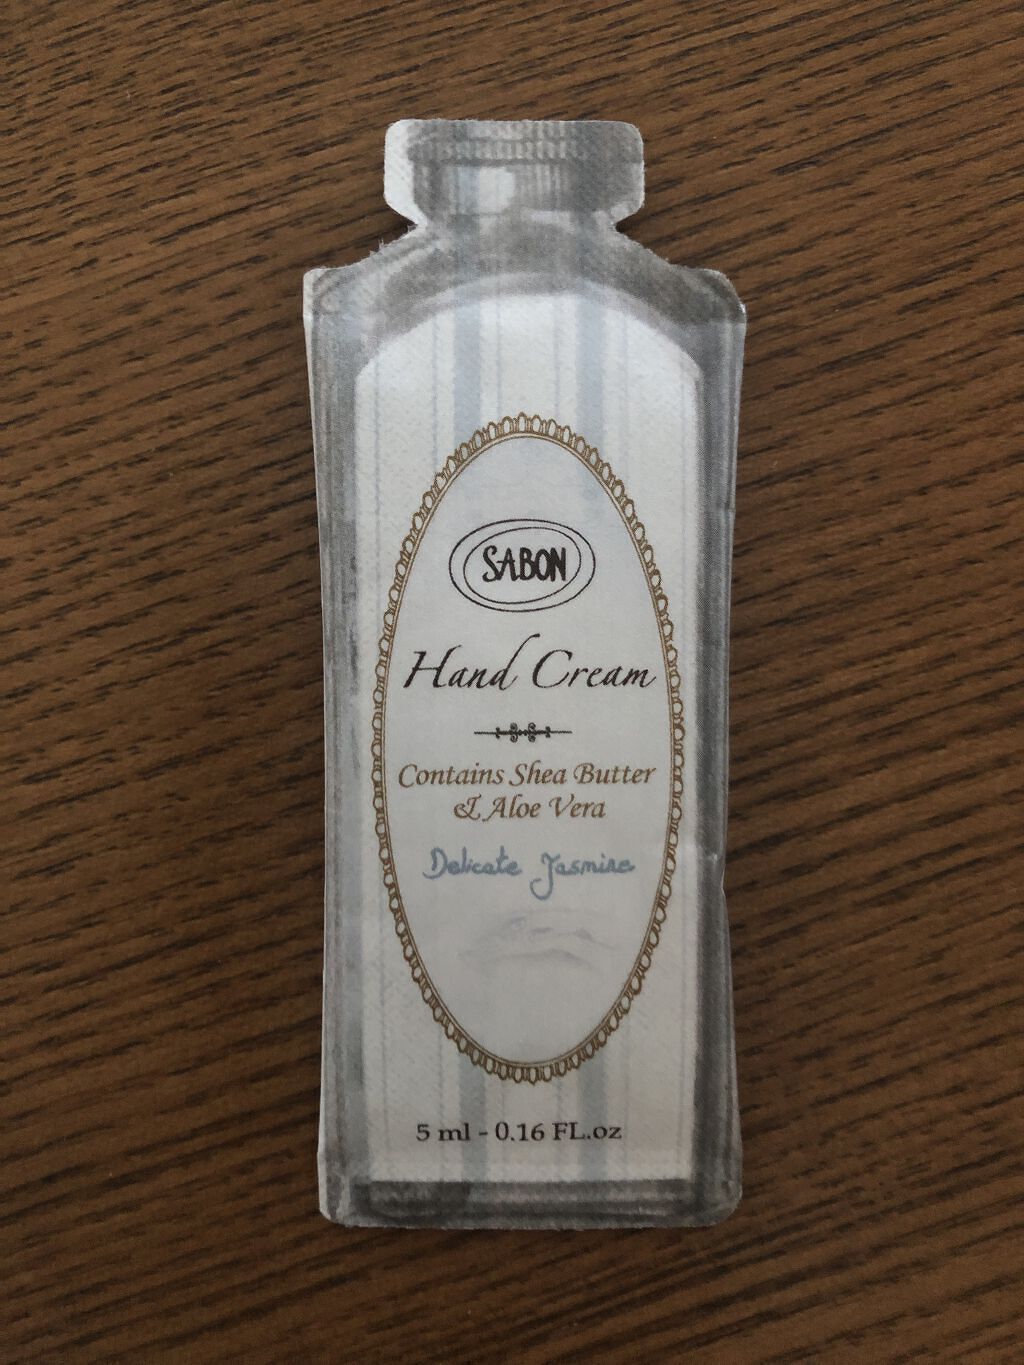 SABON
Hand Cream
Contains Shea Butter
& Aloe Vera
Delicate Jasmine
5 ml - 0.16 FL.oz